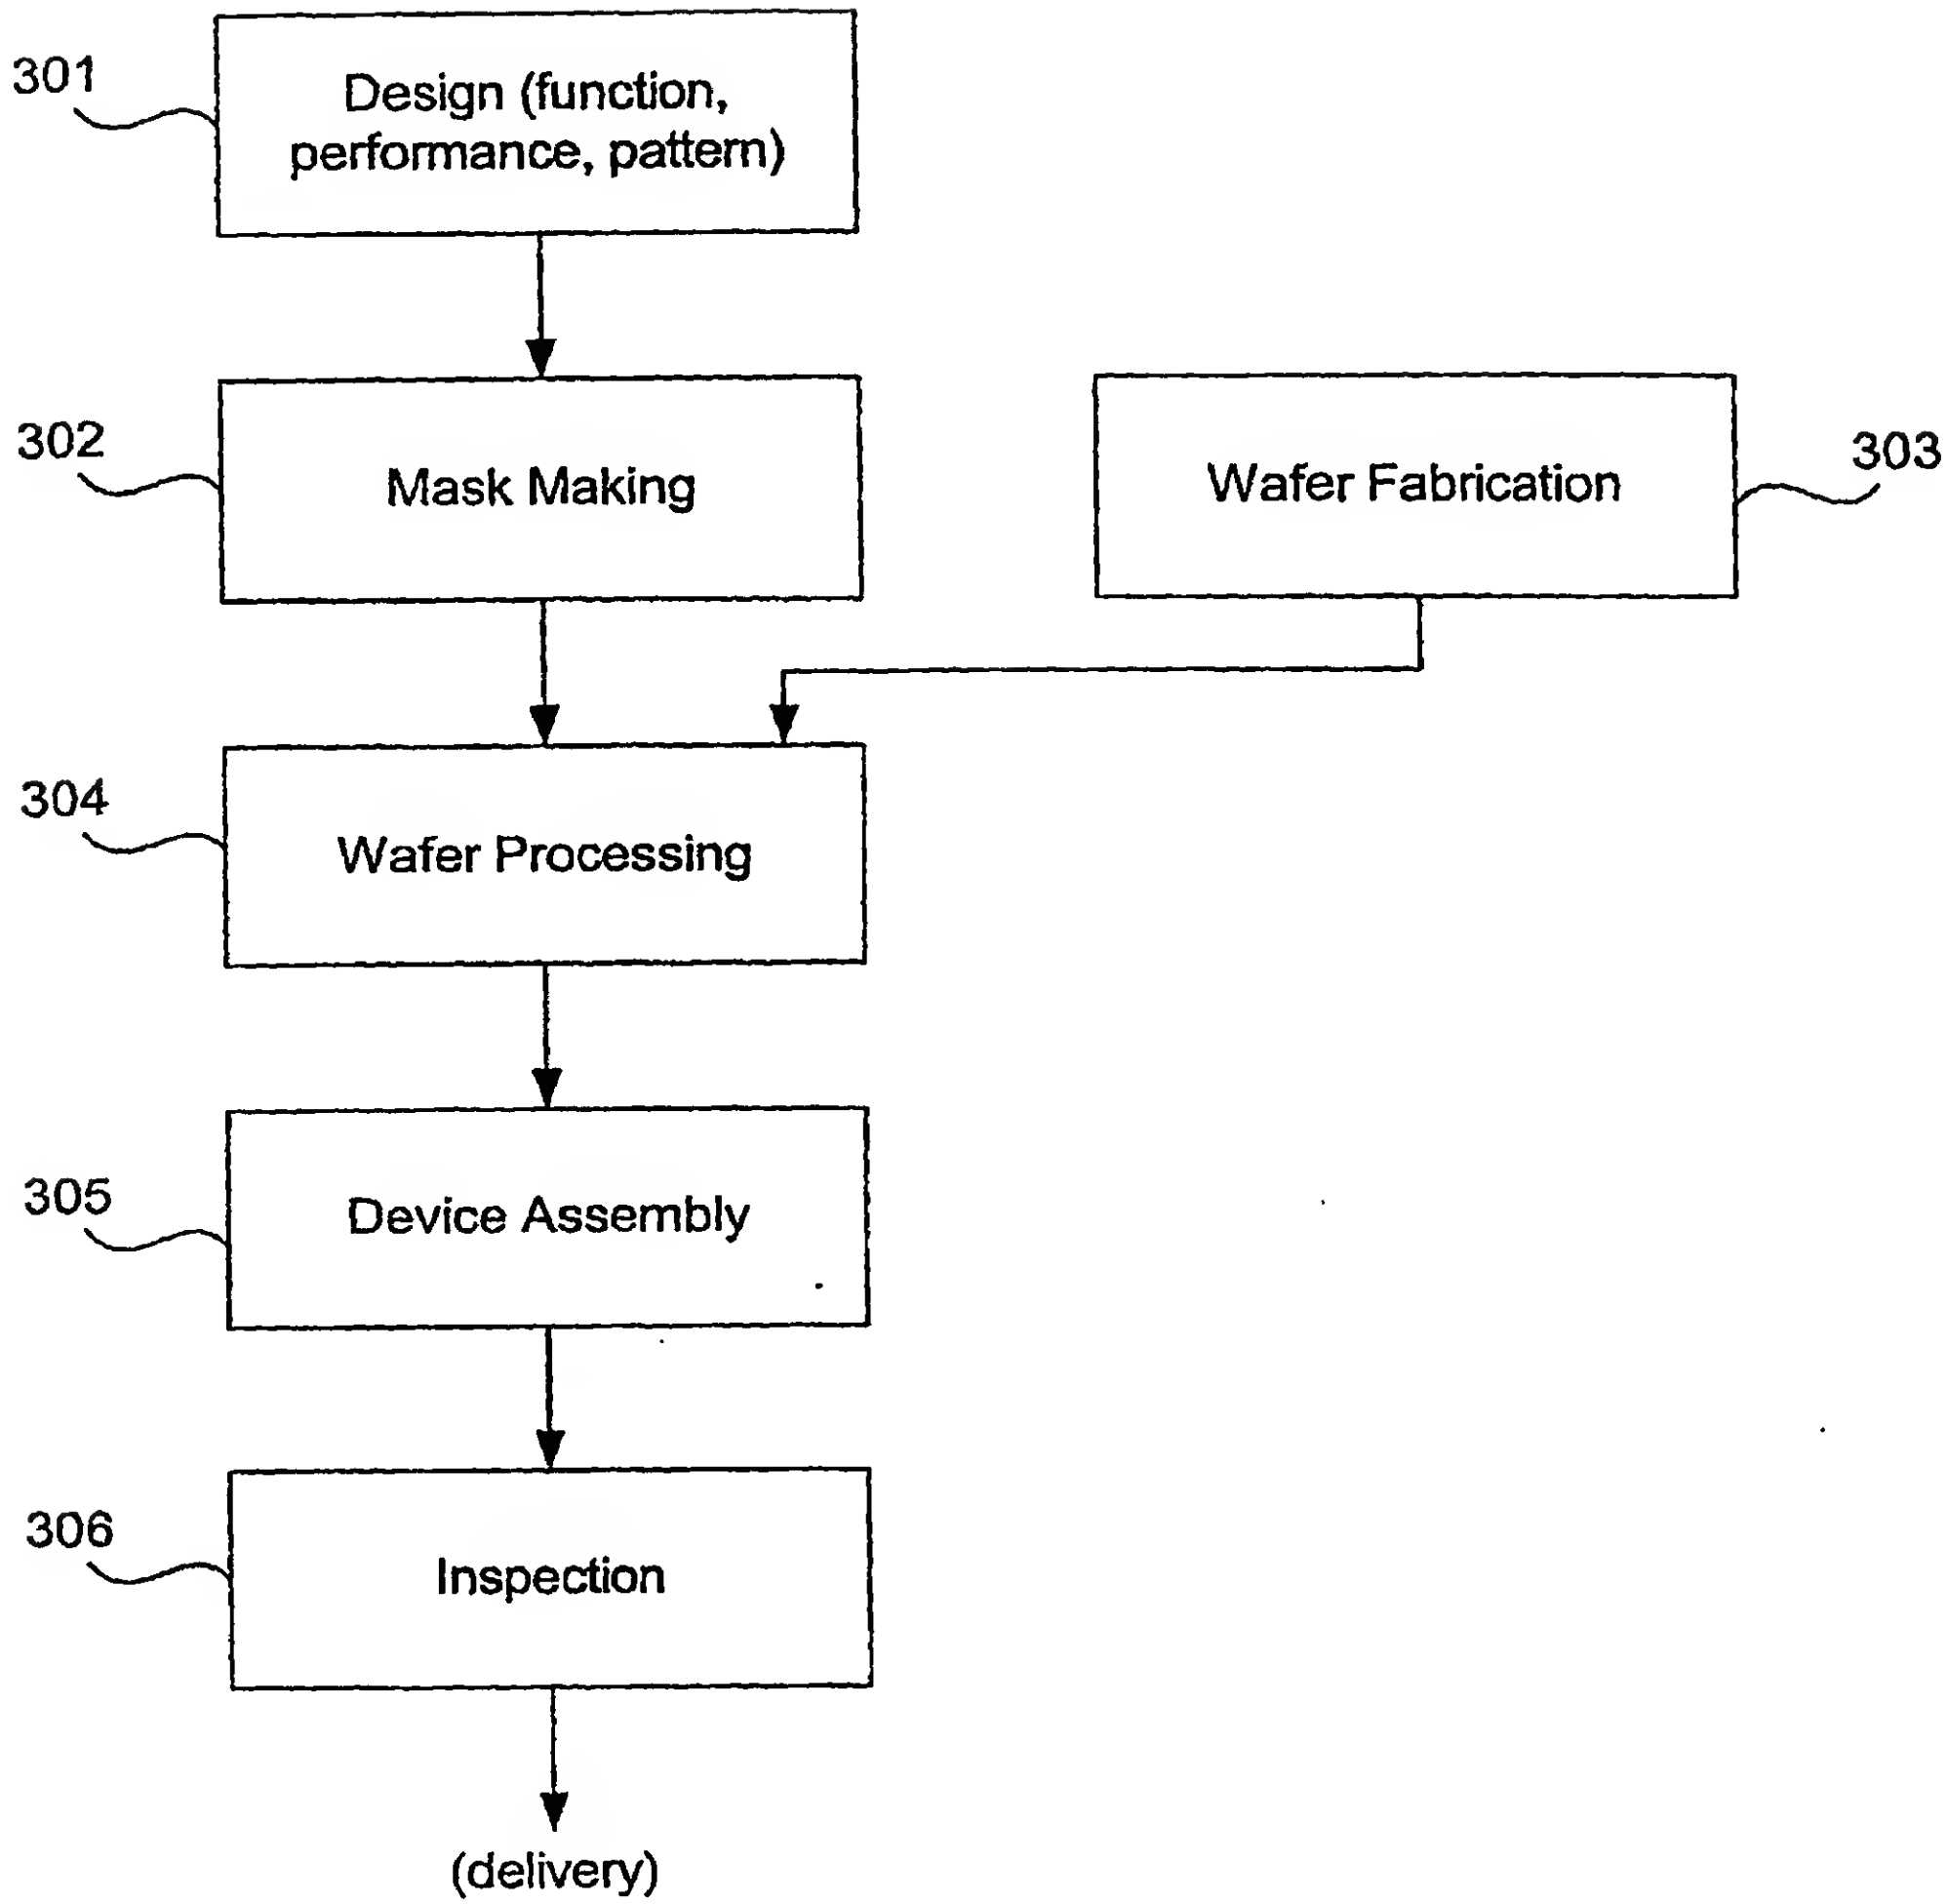 301
Design (function,
performance, pattern)
302
Mask Making
Wafer Fabrication
303
304
Wafer Processing
305
Device Assembly
306
Inspection
(delivery)